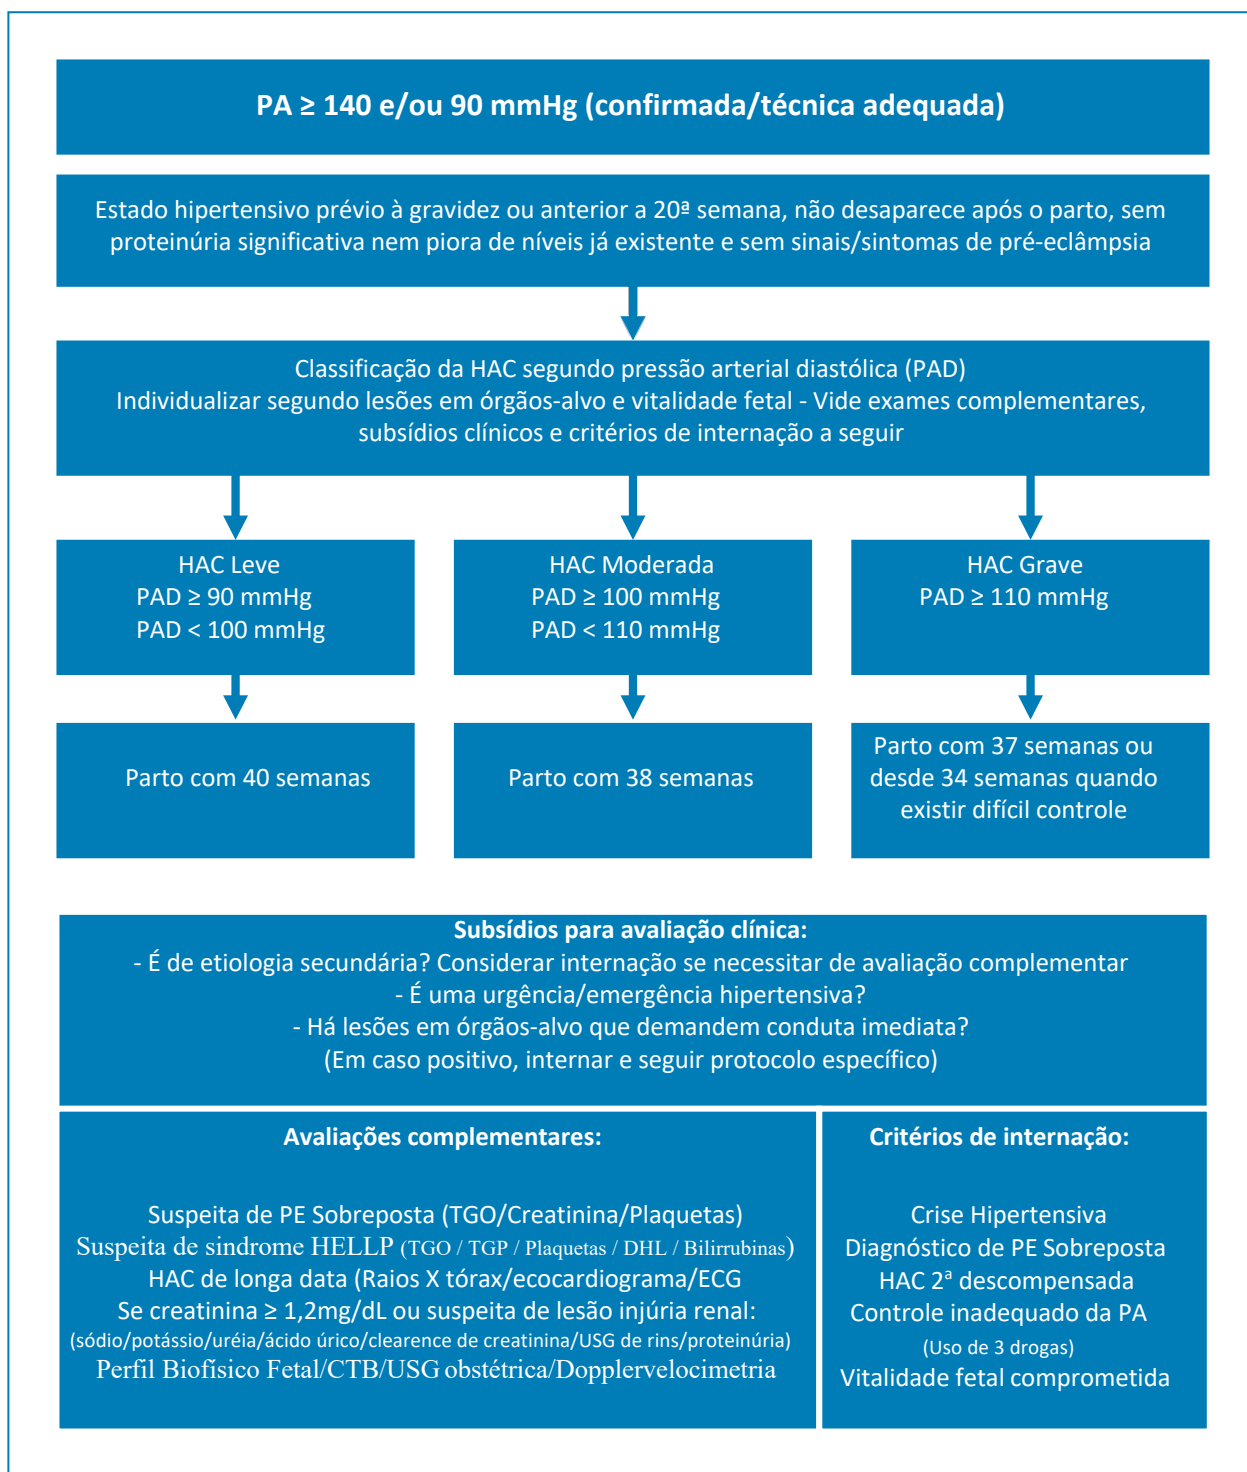 PA ≥ 140 e/ou 90 mmHg (confirmada/técnica adequada)
Estado hipertensivo prévio à gravidez ou anterior a 20ª semana, não desaparece após o parto, sem
proteinúria significativa nem piora de níveis já existente e sem sinais/sintomas de pré-eclâmpsia
Classificação da HAC segundo pressão arterial diastólica (PAD)
Individualizar segundo lesões em órgãos-alvo e vitalidade fetal - Vide exames complementares,
subsídios clínicos e critérios de internação a seguir
HAC Leve
PAD ≥ 90 mmHg
PAD < 100 mmHg
HAC Moderada
PAD ≥ 100 mmHg
PAD < 110 mmHg
HAC Grave
PAD ≥ 110 mmHg
Parto com 40 semanas
Parto com 38 semanas
Parto com 37 semanas ou
desde 34 semanas quando
existir difícil controle
Subsídios para avaliação clínica:
- É de etiologia secundária? Considerar internação se necessitar de avaliação complementar
- É uma urgência/emergência hipertensiva?
- Há lesões em órgãos-alvo que demandem conduta imediata?
(Em caso positivo, internar e seguir protocolo específico)
Avaliações complementares:
Suspeita de PE Sobreposta (TGO/Creatinina/Plaquetas)
Suspeita de sindrome HELLP (TGO / TGP / Plaquetas / DHL / Bilirrubinas)
HAC de longa data (Raios X tórax/ecocardiograma/ECG
Se creatinina ≥ 1,2mg/dL ou suspeita de lesão injúria renal:
(sódio/potássio/uréia/ácido úrico/clearence de creatinina/USG de rins/proteinúria)
Perfil Biofísico Fetal/CTB/USG obstétrica/Dopplervelocimetria
Critérios de internação:
Crise Hipertensiva
Diagnóstico de PE Sobreposta
HAC 2ª descompensada
Controle inadequado da PA
(Uso de 3 drogas)
Vitalidade fetal comprometida